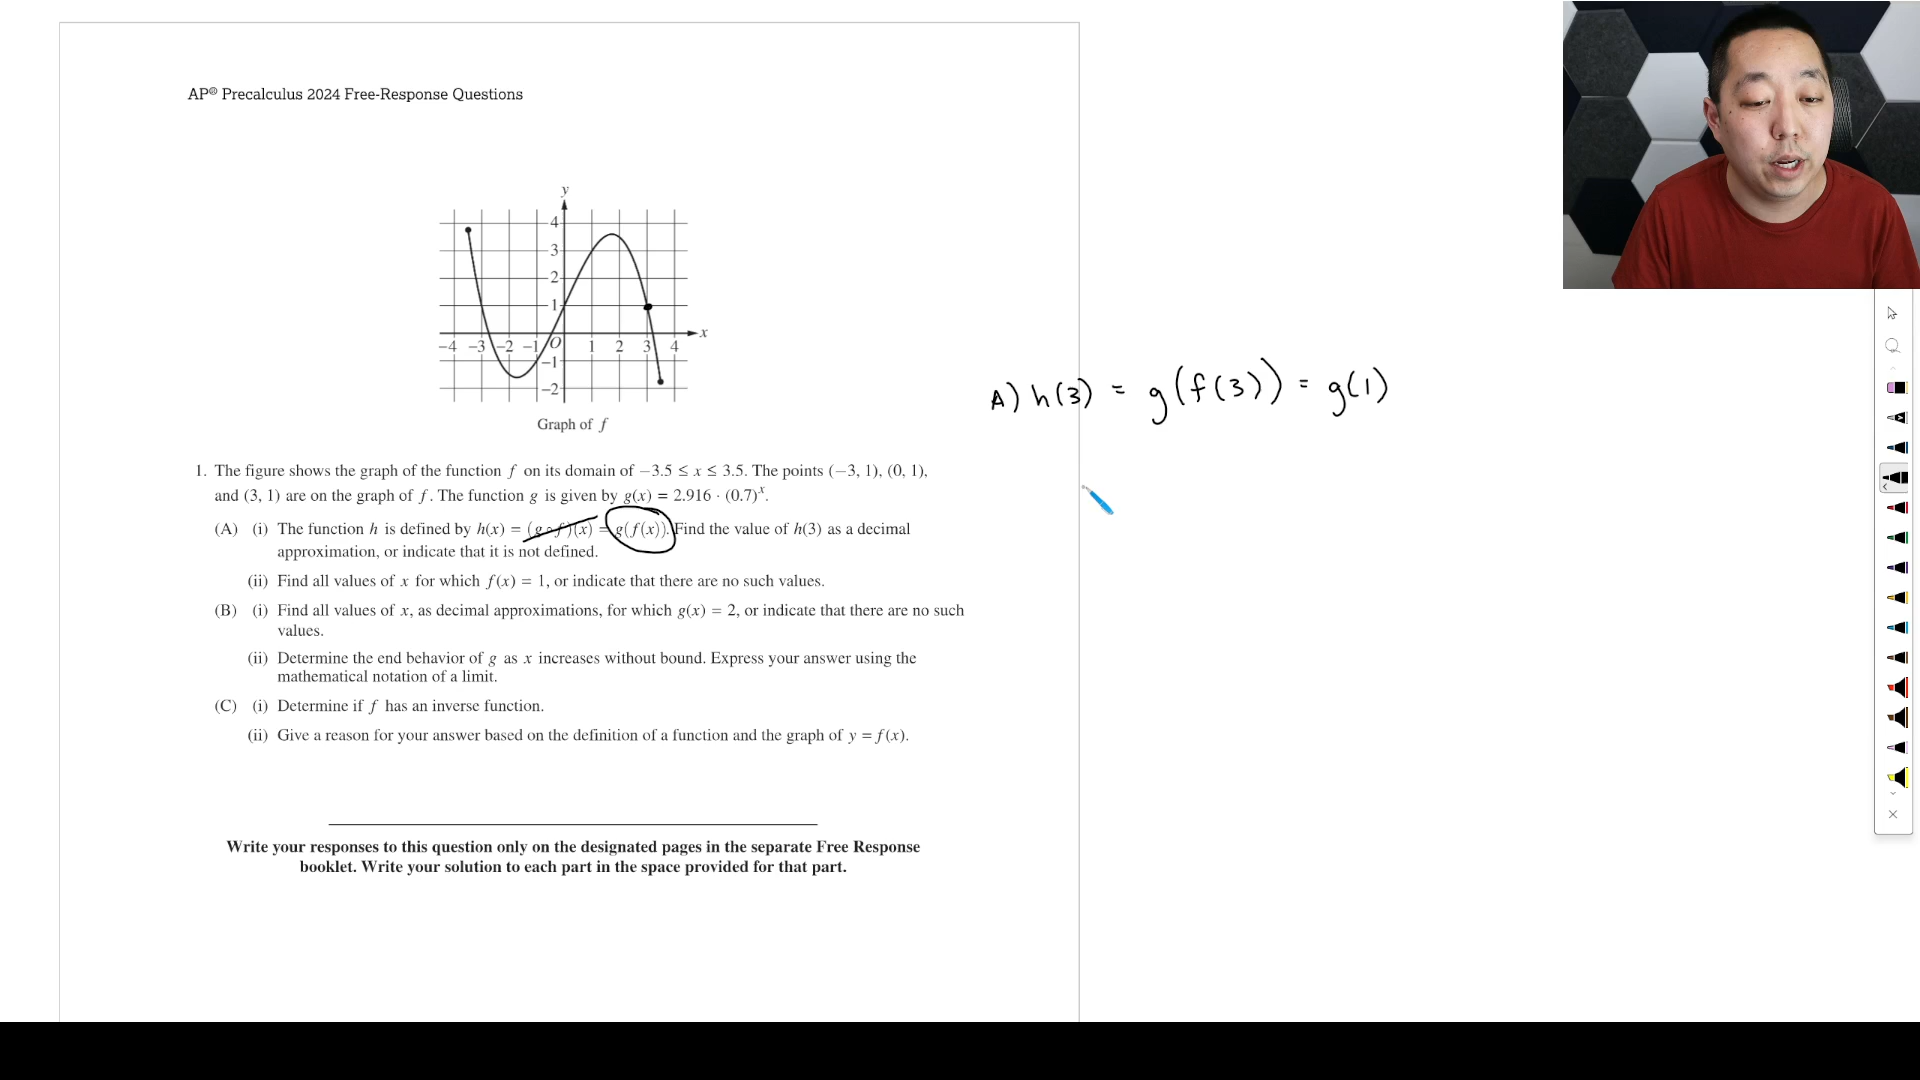 AP® Precalculus 2024 Free-Response Questions
y
4
3
2
1
x
−4 −3 −2 −1 O 1 2 3 4
−1
−2
Graph of f
A) h(3) = g(f(3)) = g(1)
1. The figure shows the graph of the function f on its domain of −3.5 ≤ x ≤ 3.5. The points (−3, 1), (0, 1),
and (3, 1) are on the graph of f. The function g is given by g(x) = 2.916 · (0.7)^x.
(A) (i) The function h is defined by h(x) = (g ∘ f)(x) = g(f(x)). Find the value of h(3) as a decimal
approximation, or indicate that it is not defined.
(ii) Find all values of x for which f(x) = 1, or indicate that there are no such values.
(B) (i) Find all values of x, as decimal approximations, for which g(x) = 2, or indicate that there are no such
values.
(ii) Determine the end behavior of g as x increases without bound. Express your answer using the
mathematical notation of a limit.
(C) (i) Determine if f has an inverse function.
(ii) Give a reason for your answer based on the definition of a function and the graph of y = f(x).
Write your responses to this question only on the designated pages in the separate Free Response
booklet. Write your solution to each part in the space provided for that part.